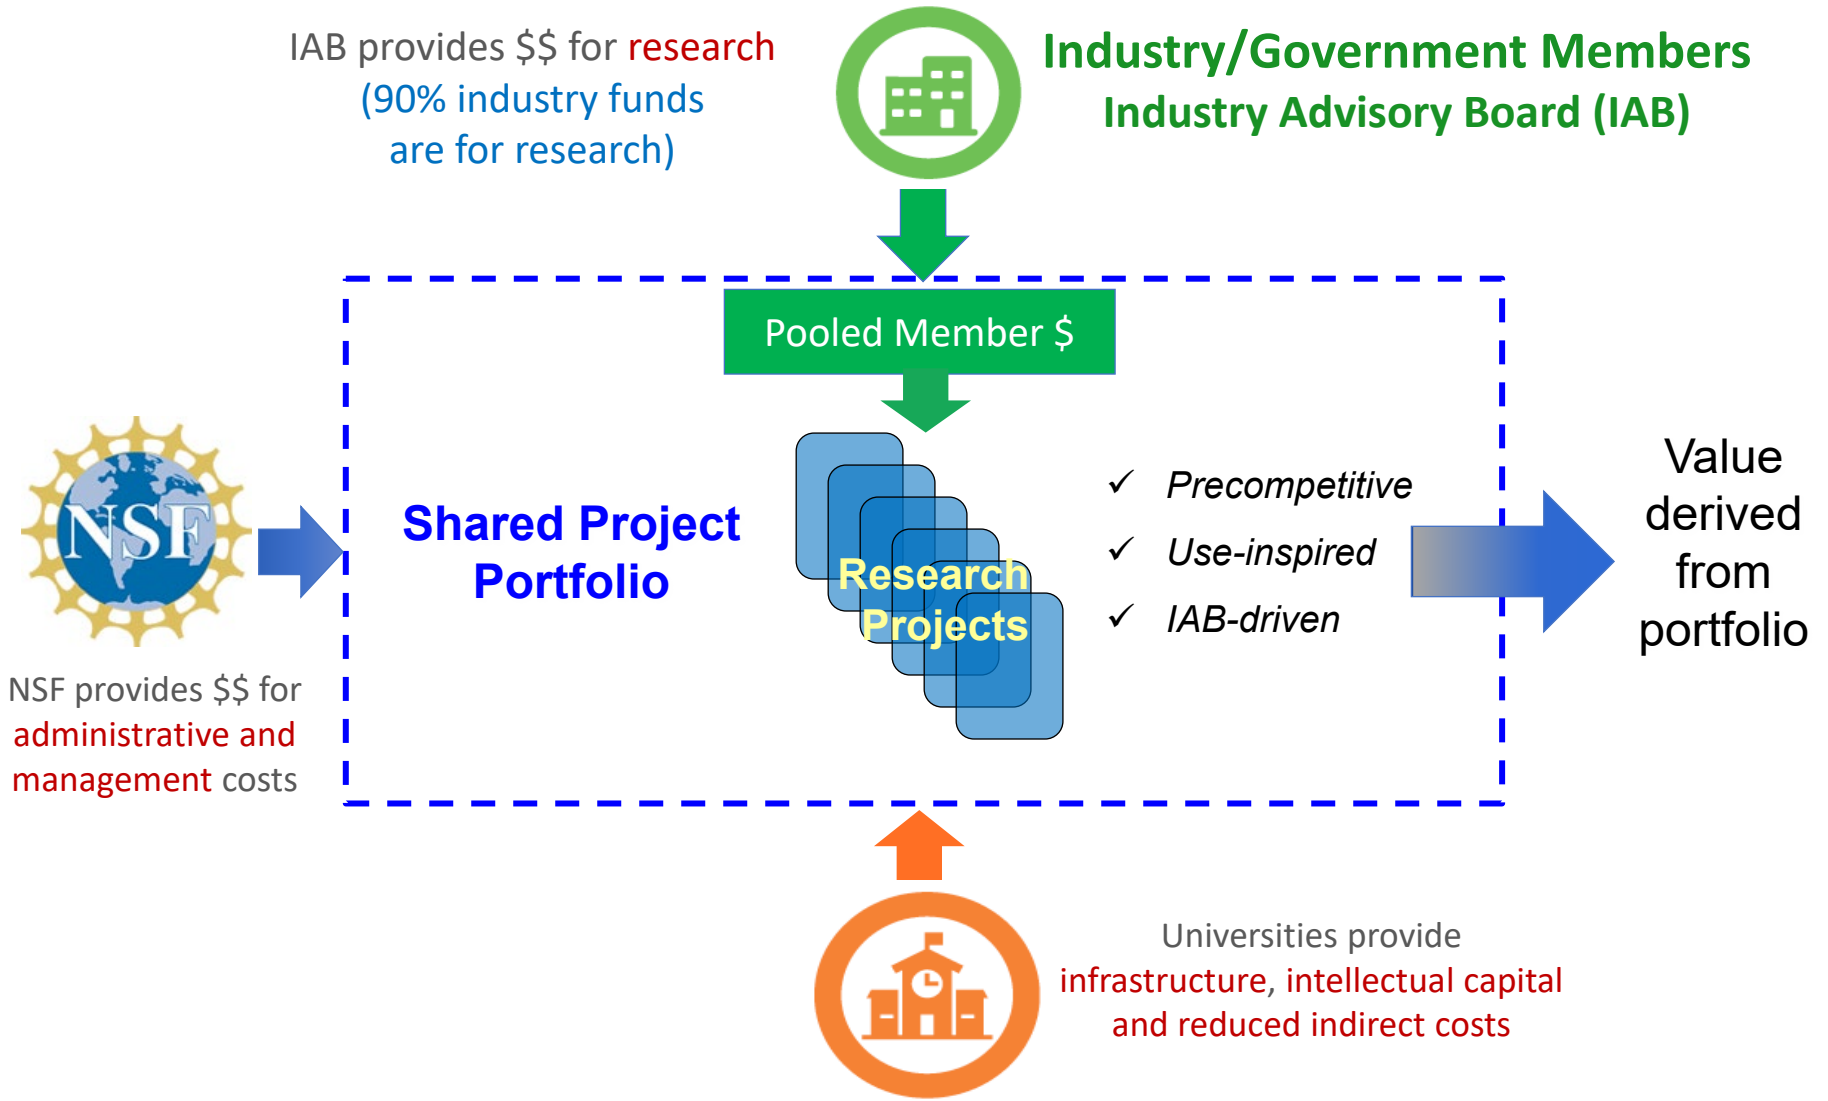 IAB provides $$ for research
(90% industry funds
are for research)
Industry/Government Members
Industry Advisory Board (IAB)
Pooled Member $
NSF
NSF provides $$ for
administrative and
management costs
Shared Project
Portfolio
Research
Projects
✓ Precompetitive
✓ Use-inspired
✓ IAB-driven
Value
derived
from
portfolio
Universities provide
infrastructure, intellectual capital
and reduced indirect costs